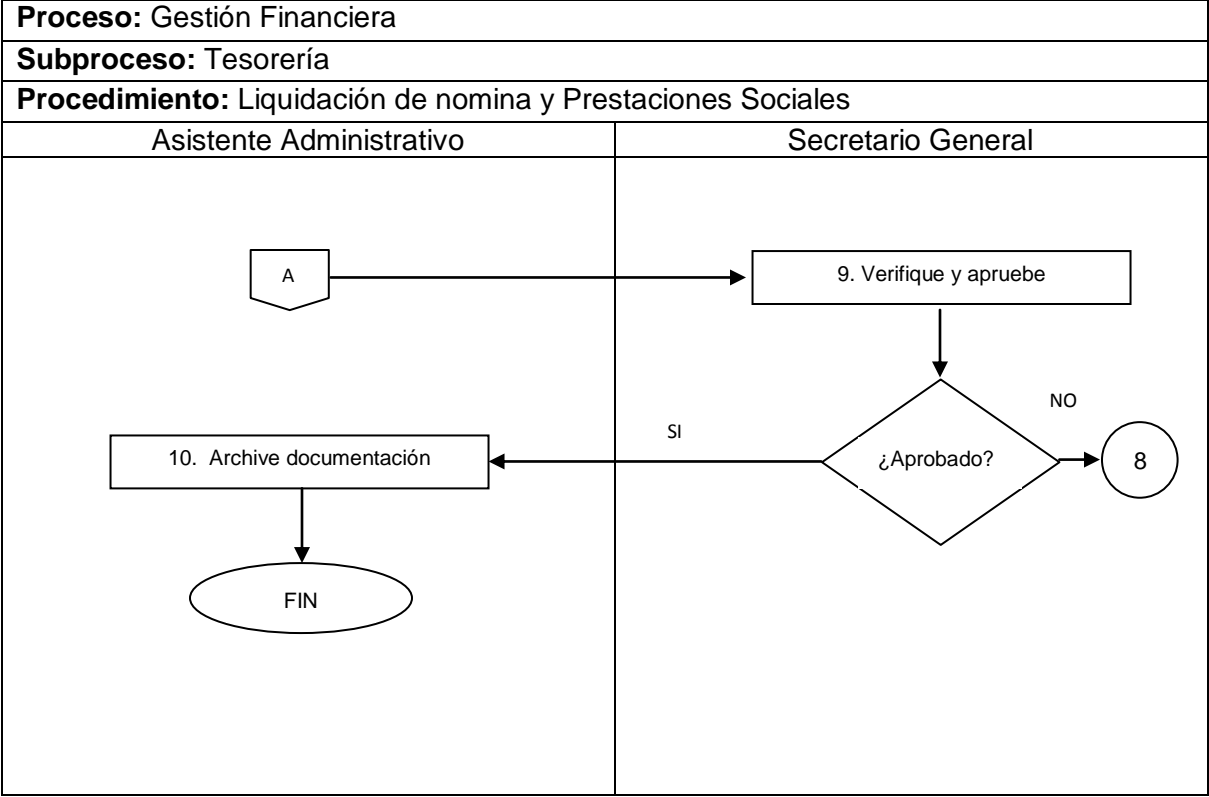 Proceso: Gestión Financiera
Subproceso: Tesorería
Procedimiento: Liquidación de nomina y Prestaciones Sociales
Asistente Administrativo
Secretario General
A
9. Verifique y apruebe
NO
SI
10. Archive documentación
¿Aprobado?
8
FIN